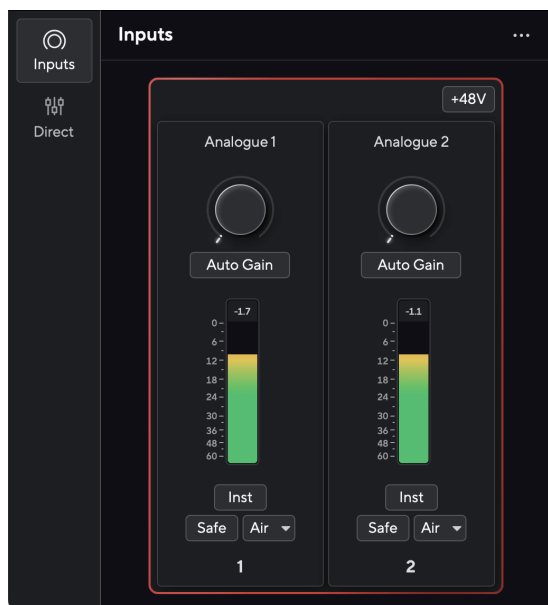 Inputs
Direct
Inputs
...
+48V
Analogue 1
Auto Gain
-1.7
0
6
12
18
24
30
36
48
60
Inst
Safe Air
1
Analogue 2
Auto Gain
-1.1
0
6
12
18
24
30
36
48
60
Inst
Safe Air
2